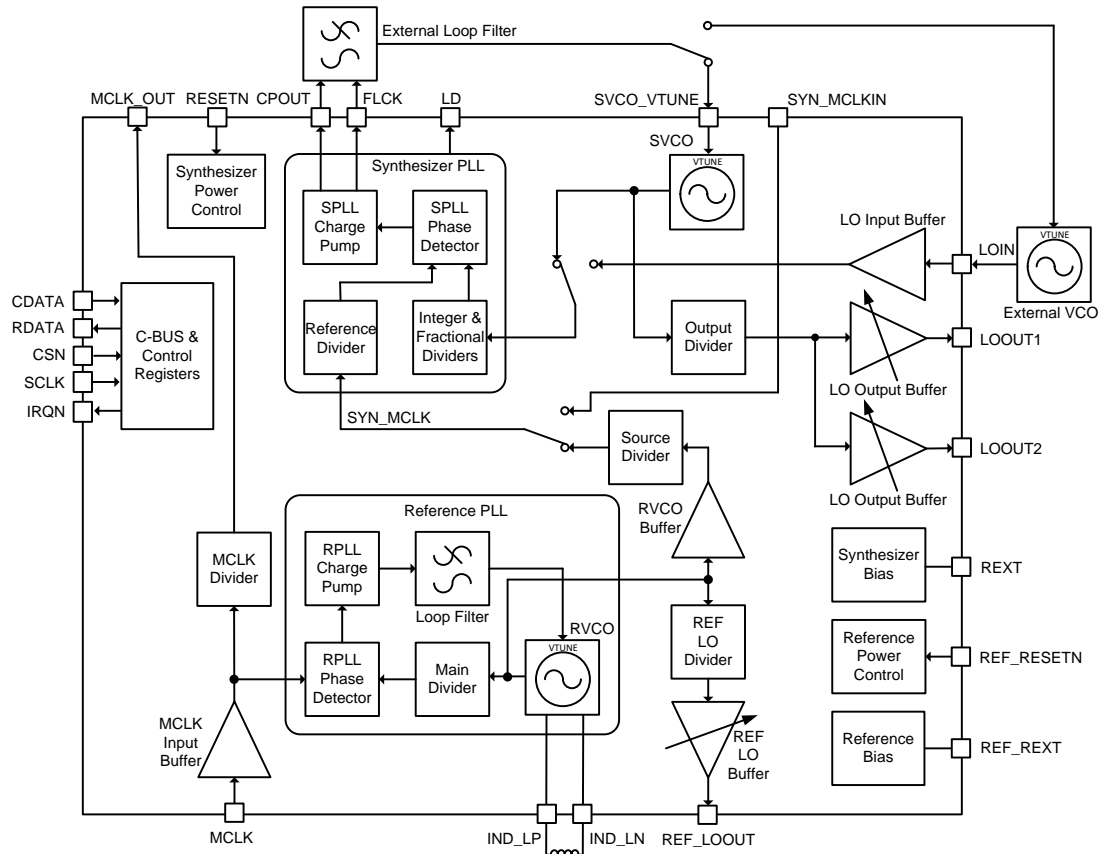 External Loop Filter
MCLK_OUT
RESETN
CPOUT
FLCK
LD
SVCO_VTUNE
SYN_MCLKIN
Synthesizer
Power
Control
Synthesizer PLL
SPLL
Charge
Pump
SPLL
Phase
Detector
SVCO
VTUNE
LO Input Buffer
LOIN
VTUNE
External VCO
CDATA
RDATA
CSN
SCLK
IRQN
C-BUS &
Control
Registers
Reference
Divider
Integer &
Fractional
Dividers
Output
Divider
LOOUT1
LO Output Buffer
SYN_MCLK
Source
Divider
LOOUT2
LO Output Buffer
Reference PLL
RVCO
Buffer
MCLK
Divider
RPLL
Charge
Pump
Loop Filter
Synthesizer
Bias
REXT
RVCO
VTUNE
REF
LO
Divider
RPLL
Phase
Detector
Main
Divider
Reference
Power
Control
REF_RESETN
MCLK
Input
Buffer
REF
LO
Buffer
Reference
Bias
REF_REXT
MCLK
IND_LP
IND_LN
REF_LOOUT